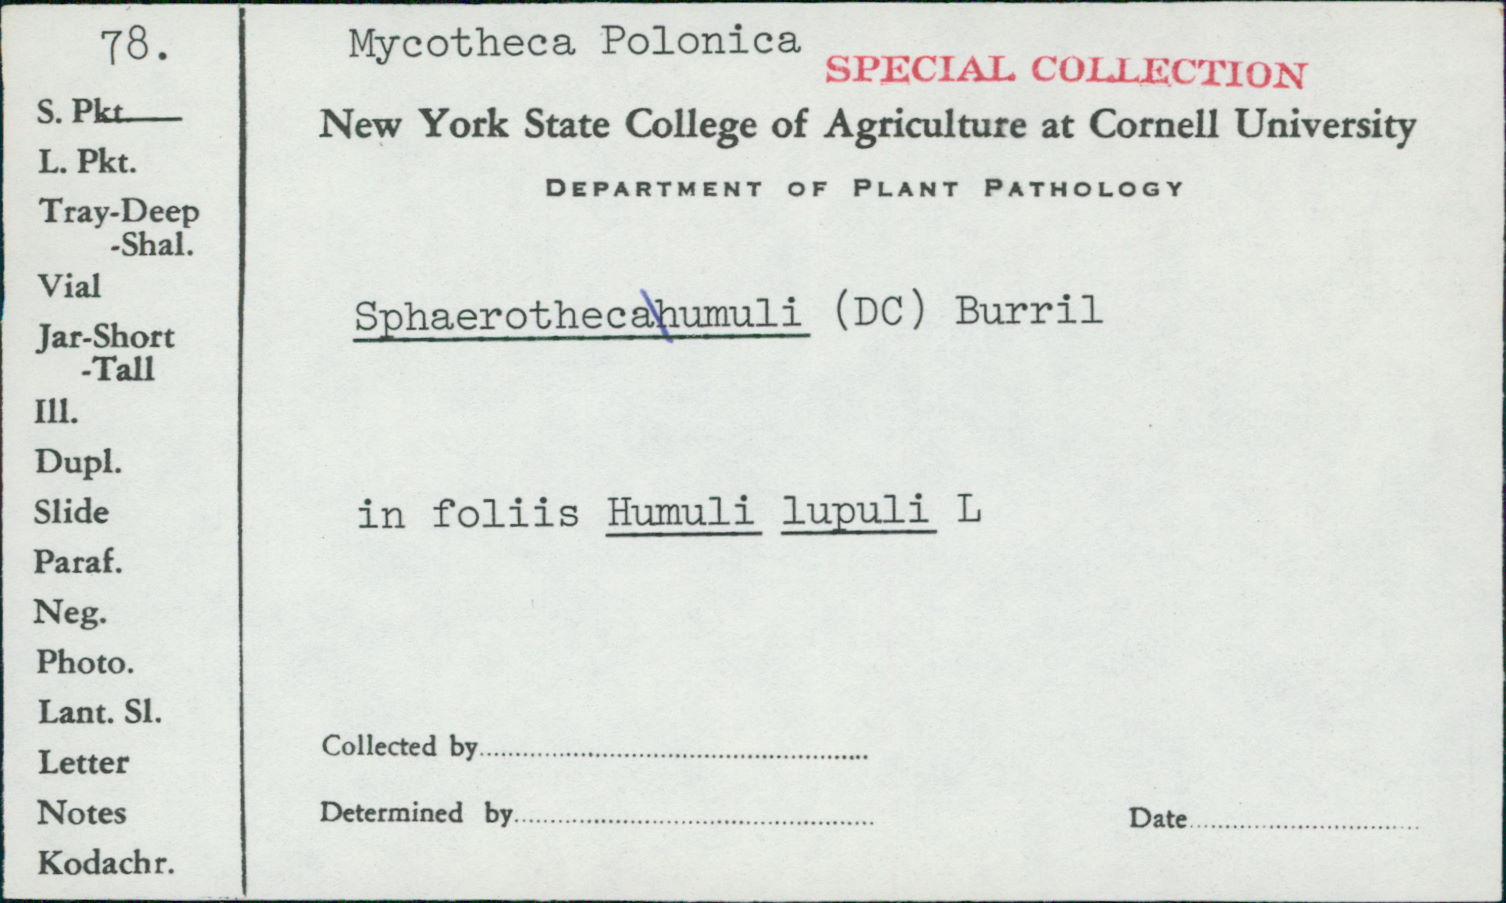 78.
S. Pkt.
L. Pkt.
Tray-Deep
-Shal.
Vial
Jar-Short
-Tall
Ill.
Dupl.
Slide
Paraf.
Neg.
Photo.
Lant. Sl.
Letter
Notes
Kodachr.
Mycotheca Polonica
SPECIAL COLLECTION
New York State College of Agriculture at Cornell University
DEPARTMENT OF PLANT PATHOLOGY
Sphaerotheca\humuli (DC) Burril
in foliis Humuli lupuli L
Collected by
Determined by
Date